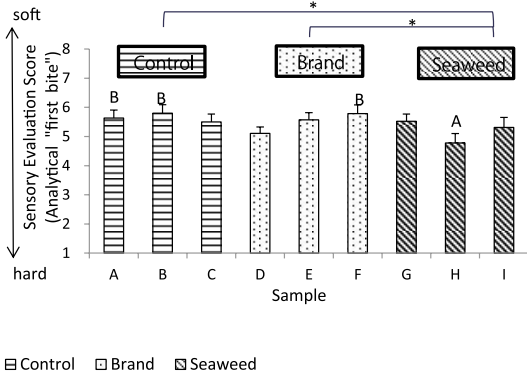 soft
*
*
8
7
6
5
4
3
2
1
Sensory Evaluation Score
(Analytical "first bite")
Control
Brand
Seaweed
B
B
B
A
hard
A B C D E F G H I
Sample
Control Brand Seaweed